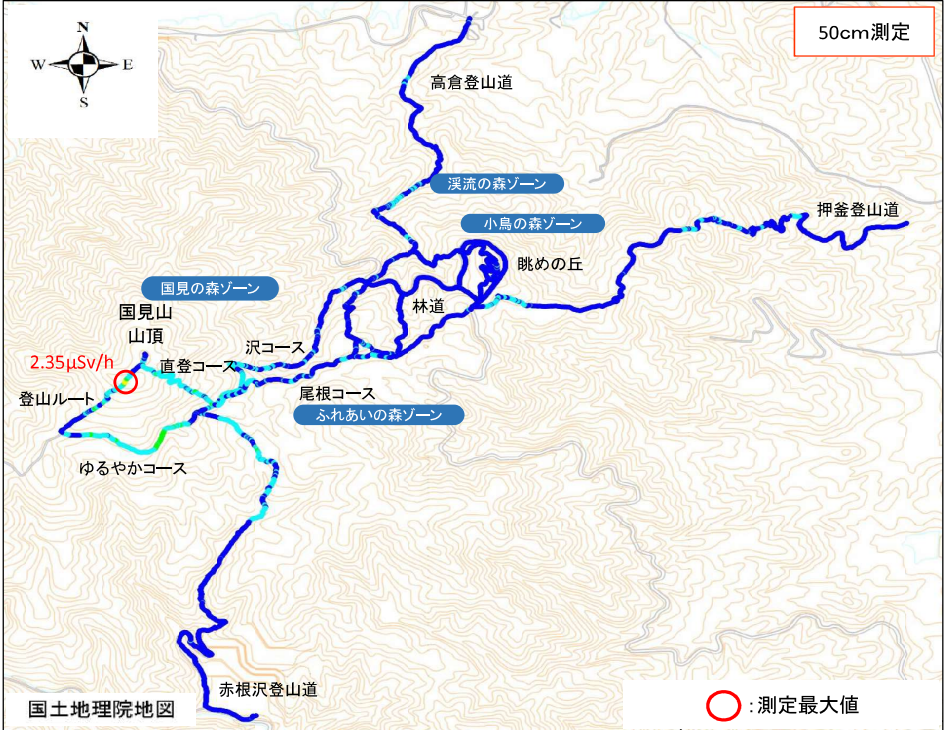 N
50cm測定
W
E
S
高倉登山道
渓流の森ゾーン
小鳥の森ゾーン
押釜登山道
眺めの丘
国見の森ゾーン
林道
国見山
山頂
沢コース
2.35μSv/h
直登コース
登山ルート
尾根コース
ふれあいの森ゾーン
ゆるやかコース
赤根沢登山道
国土地理院地図
：測定最大値